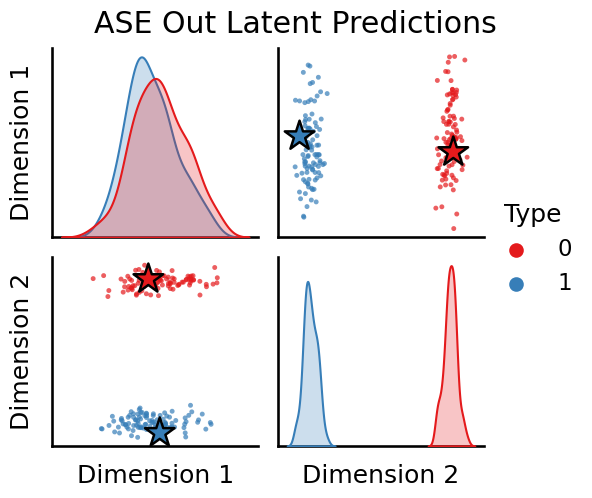 ASE Out Latent Predictions
Dimension 1
Dimension 2
Dimension 1
Dimension 2
Type
0
1